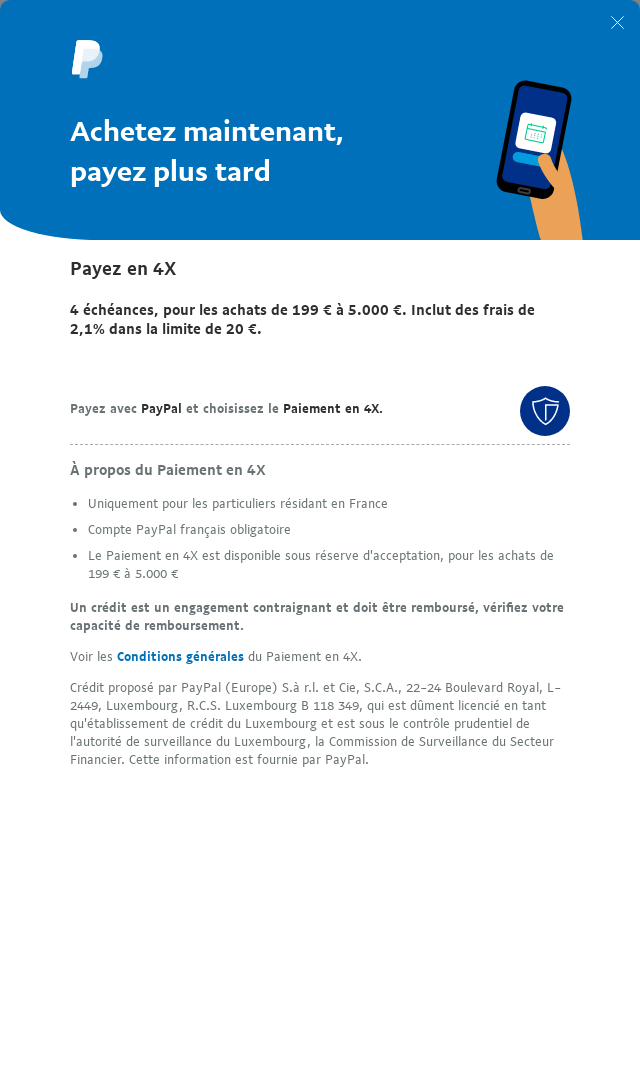 Achetez maintenant,
payez plus tard
Payez en 4X
4 échéances, pour les achats de 199 € à 5.000 €. Inclut des frais de
2,1% dans la limite de 20 €.
Payez avec PayPal et choisissez le Paiement en 4X.
À propos du Paiement en 4X
• Uniquement pour les particuliers résidant en France
• Compte PayPal français obligatoire
• Le Paiement en 4X est disponible sous réserve d'acceptation, pour les achats de
199 € à 5.000 €
Un crédit est un engagement contraignant et doit être remboursé, vérifiez votre
capacité de remboursement.
Voir les Conditions générales du Paiement en 4X.
Crédit proposé par PayPal (Europe) S.à r.l. et Cie, S.C.A., 22–24 Boulevard Royal, L–
2449, Luxembourg, R.C.S. Luxembourg B 118 349, qui est dûment licencié en tant
qu'établissement de crédit du Luxembourg et est sous le contrôle prudentiel de
l'autorité de surveillance du Luxembourg, la Commission de Surveillance du Secteur
Financier. Cette information est fournie par PayPal.